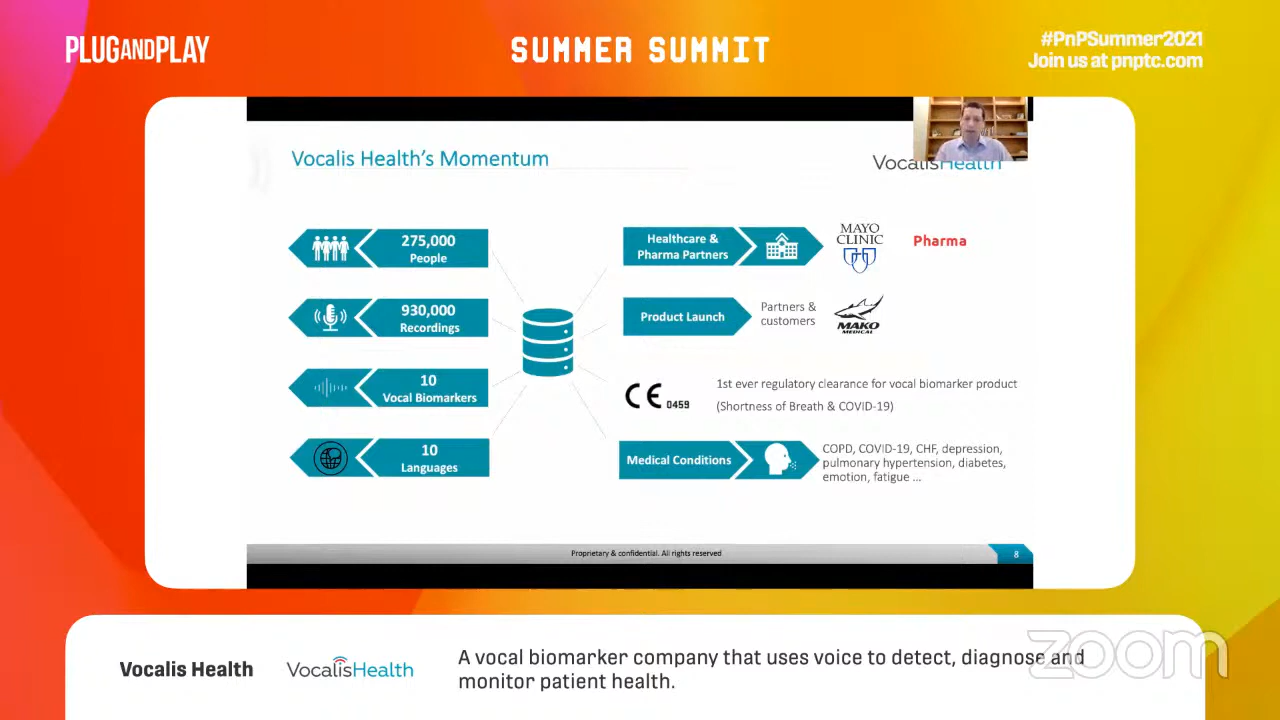 PLUGANDPLAY
SUMMER SUMMIT
#PnPSummer2021
Join us at pnptc.com
Vocalis Health's Momentum
VocalisHealth
275,000
People
930,000
Recordings
10
Vocal Biomarkers
10
Languages
Healthcare &
Pharma Partners
MAYO
CLINIC
Pharma
Product Launch
Partners &
customers
MAKO
MEDICAL
CE 0459
1st ever regulatory clearance for vocal biomarker product
(Shortness of Breath & COVID-19)
Medical Conditions
COPD, COVID-19, CHF, depression,
pulmonary hypertension, diabetes,
emotion, fatigue ...
Proprietary & confidential. All rights reserved
8
Vocalis Health
VocalisHealth
A vocal biomarker company that uses voice to detect, diagnose and
monitor patient health.
zoom